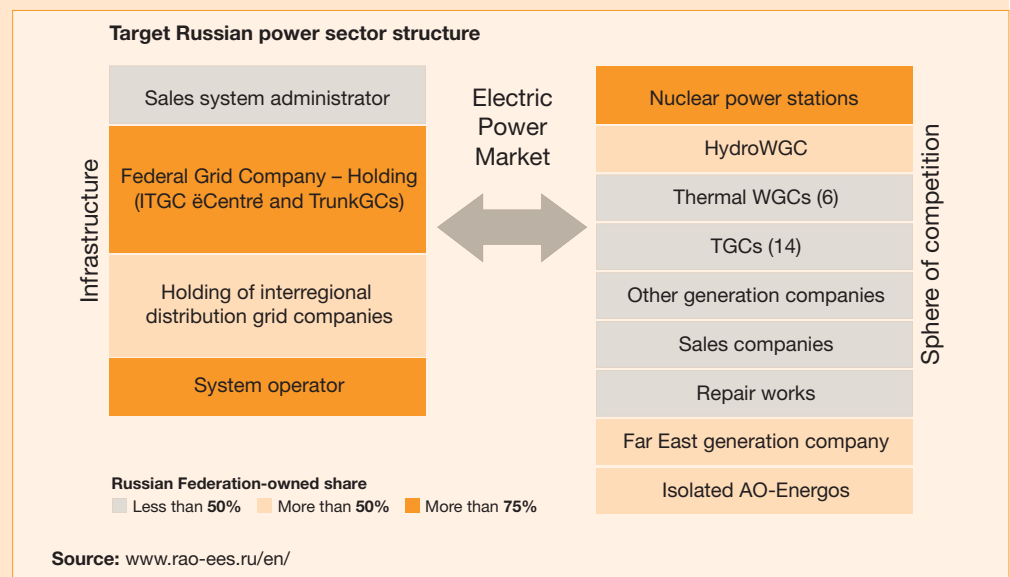 Target Russian power sector structure
Infrastructure
Sales system administrator
Federal Grid Company – Holding
(ITGC ëCentreí and TrunkGCs)
Holding of interregional
distribution grid companies
System operator
Electric
Power
Market
Nuclear power stations
HydroWGC
Thermal WGCs (6)
TGCs (14)
Other generation companies
Sales companies
Repair works
Far East generation company
Isolated AO-Energos
Sphere of competition
Russian Federation-owned share
Less than 50% More than 50% More than 75%
Source: www.rao-ees.ru/en/